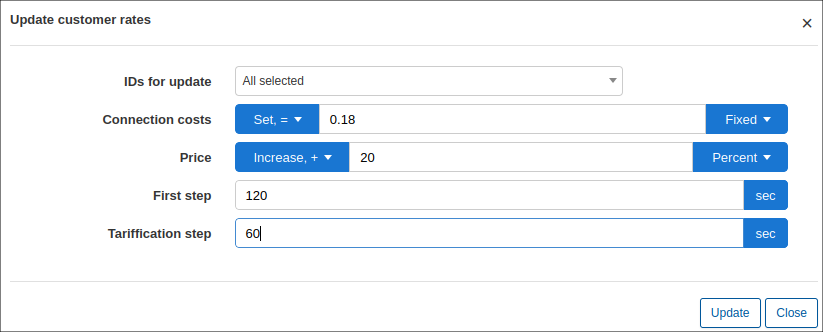 Update customer rates
×
IDs for update All selected
Connection costs Set, = 0.18 Fixed
Price Increase, + 20 Percent
First step 120 sec
Tariffication step 60 sec
Update Close